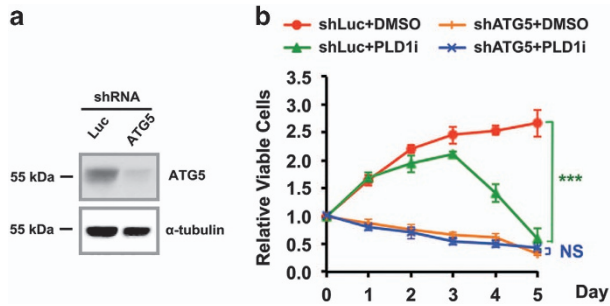 a
shRNA
Luc ATG5
55 kDa ATG5
55 kDa α-tubulin
b
shLuc+DMSO shATG5+DMSO
shLuc+PLD1i shATG5+PLD1i
Relative Viable Cells
3.5
3.0
2.5
2.0
1.5
1.0
0.5
0.0
***
NS
0 1 2 3 4 5 Day